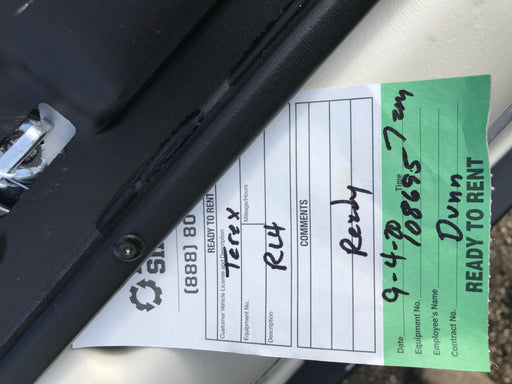 SI
(888) 80
READY TO RENT
Customer Vehicle License and Description
Terex
Equipment No.
Mileage/Hours
RL4
Description
COMMENTS
Ready
9-4-20
7am
Date
Time
108695
Equipment No.
Employee's Name
Dunn
Contract No.
READY TO RENT